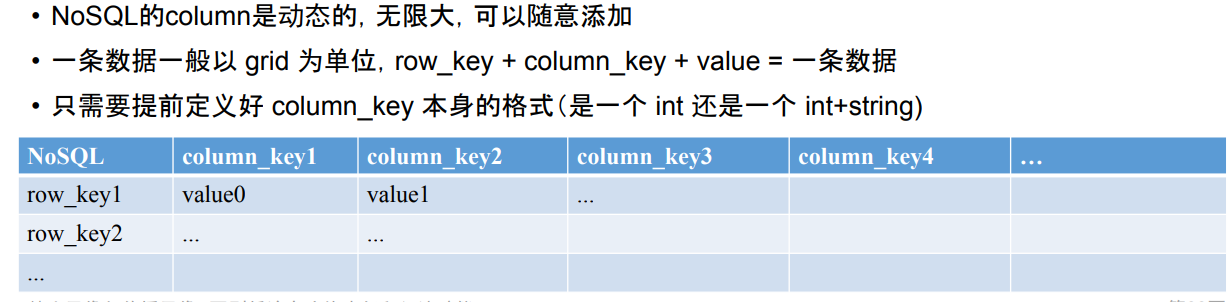 • NoSQL的column是动态的，无限大，可以随意添加
• 一条数据一般以 grid 为单位，row_key + column_key + value = 一条数据
• 只需要提前定义好 column_key 本身的格式（是一个 int 还是一个 int+string)
NoSQL column_key1 column_key2 column_key3 column_key4 ...
row_key1 value0 value1 ...
row_key2 ... ...
...